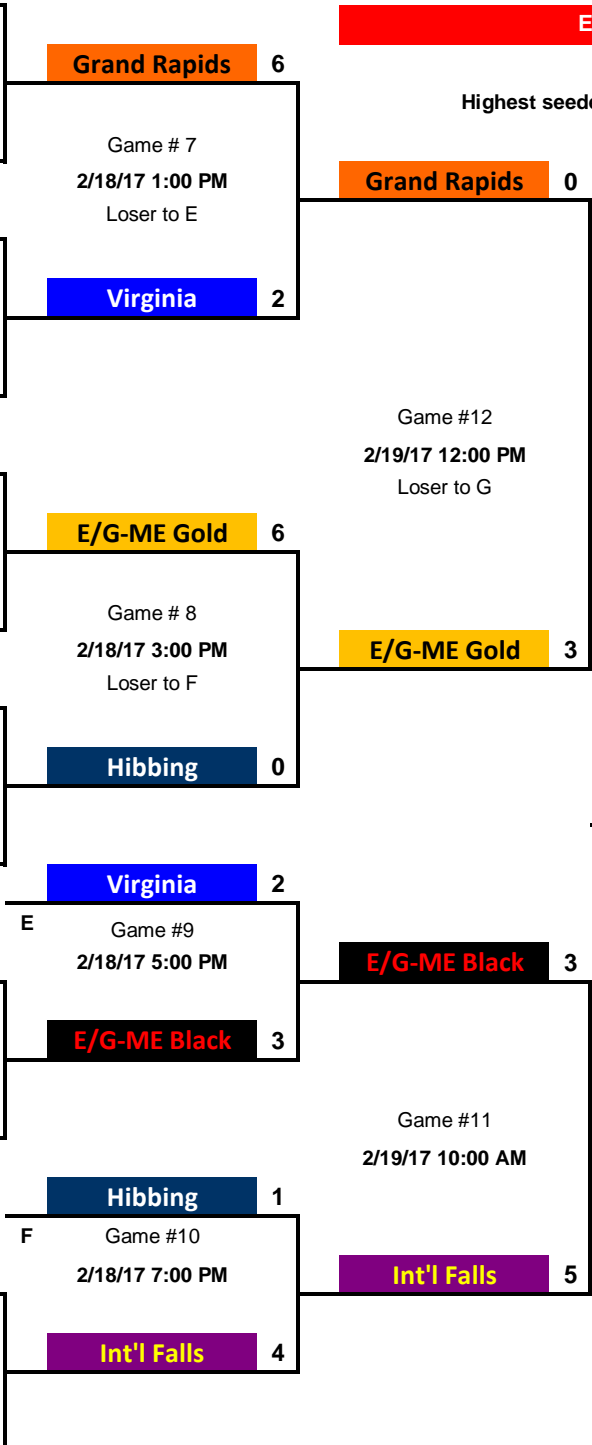 E
Grand Rapids 6
Highest seede
Game # 7
2/18/17 1:00 PM
Loser to E
Grand Rapids 0
Virginia 2
Game #12
2/19/17 12:00 PM
Loser to G
E/G-ME Gold 6
Game # 8
2/18/17 3:00 PM
Loser to F
E/G-ME Gold 3
Hibbing 0
Virginia 2
E
Game #9
2/18/17 5:00 PM
E/G-ME Black 3
E/G-ME Black 3
Game #11
2/19/17 10:00 AM
Hibbing 1
F
Game #10
2/18/17 7:00 PM
Int'l Falls 5
Int'l Falls 4